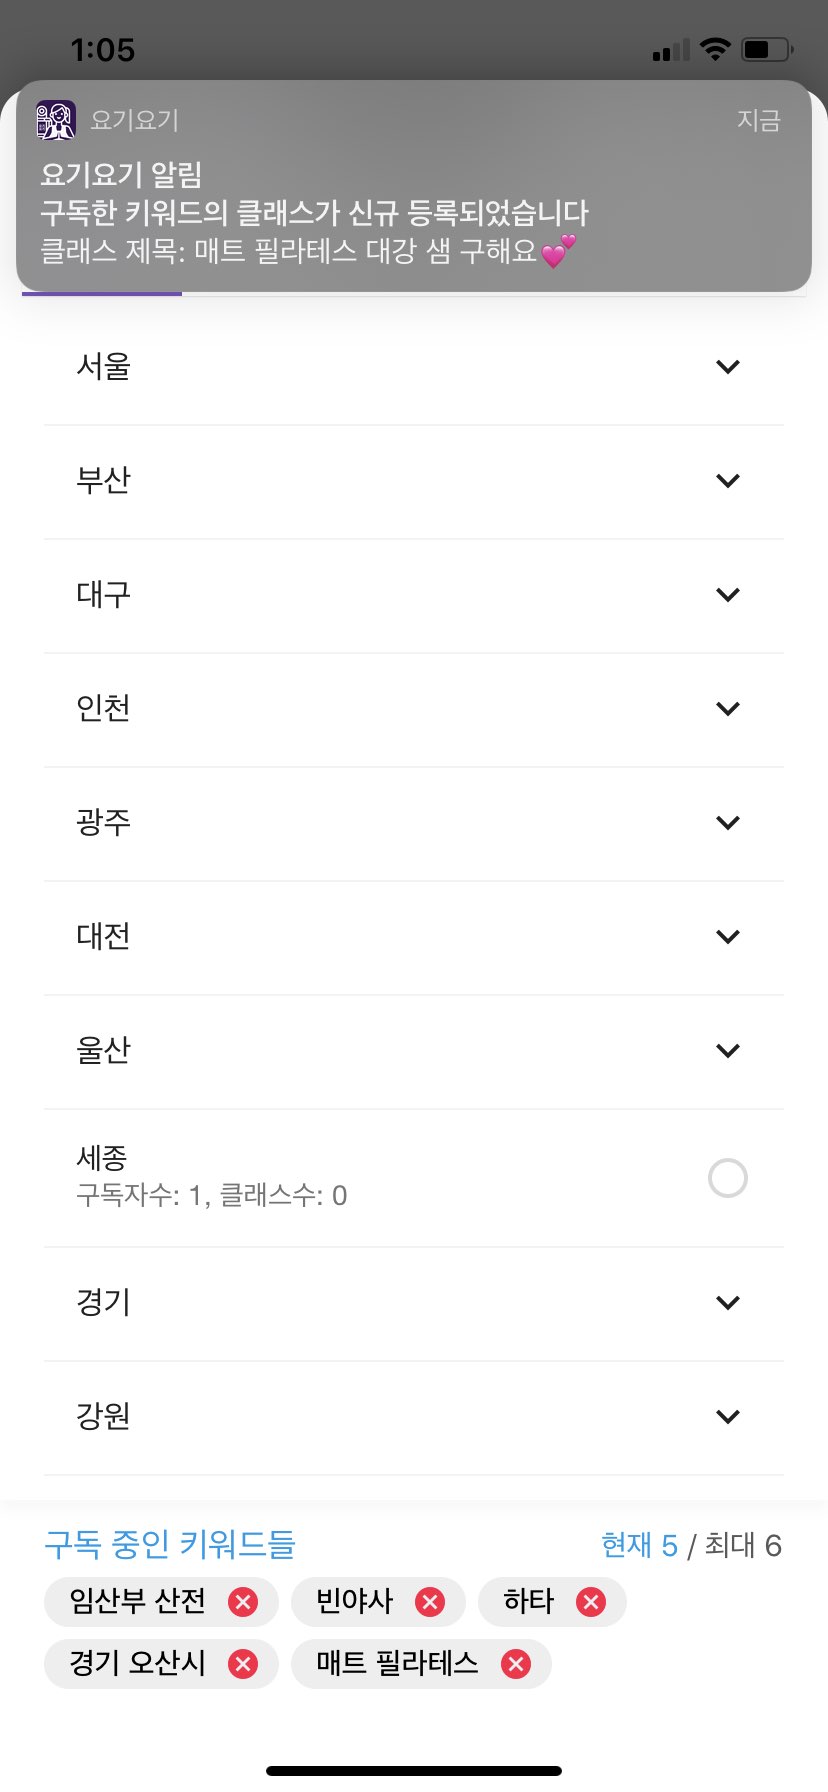 1:05
요기요기 지금
요기요기 알림
구독한 키워드의 클래스가 신규 등록되었습니다
클래스 제목: 매트 필라테스 대강 샘 구해요💕
서울
부산
대구
인천
광주
대전
울산
세종
구독자수: 1, 클래스수: 0
경기
강원
구독 중인 키워드들 현재 5 / 최대 6
임산부 산전 빈야사 하타
경기 오산시 매트 필라테스